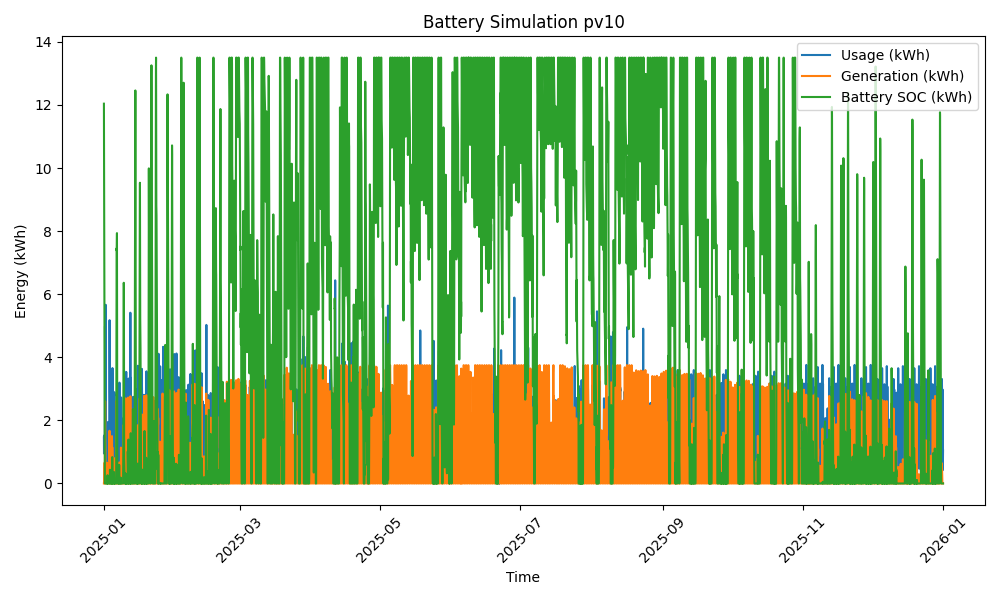 Battery Simulation pv10
Usage (kWh)
Generation (kWh)
Battery SOC (kWh)
Energy (kWh)
14
12
10
8
6
4
2
0
2025-01
2025-03
2025-05
2025-07
2025-09
2025-11
2026-01
Time